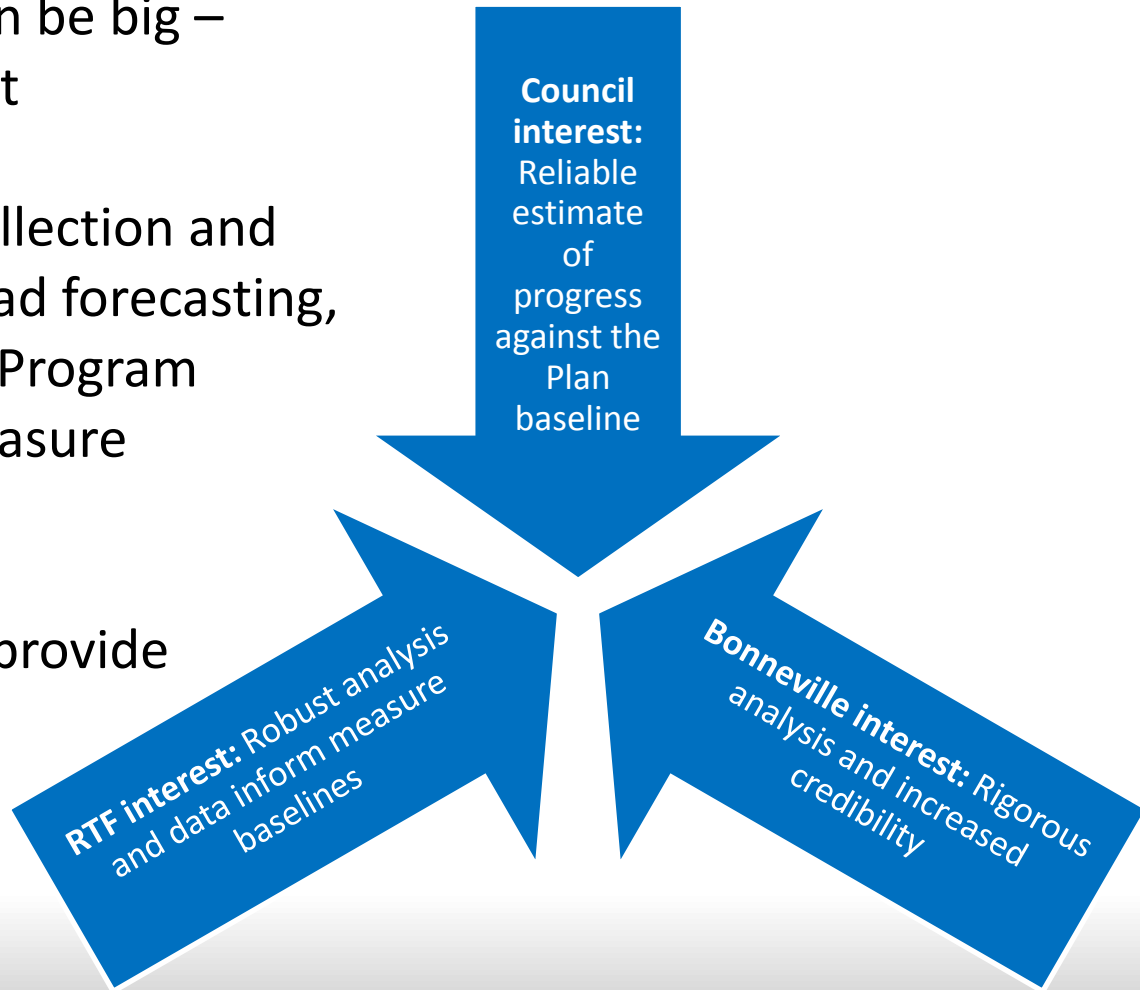 n be big –
t
llection and
ad forecasting,
Program
asure
provide
Council
interest:
Reliable
estimate
of
progress
against the
Plan
baseline
RTF interest: Robust analysis
and data inform measure
baselines
Bonneville interest: Rigorous
analysis and increased
credibility